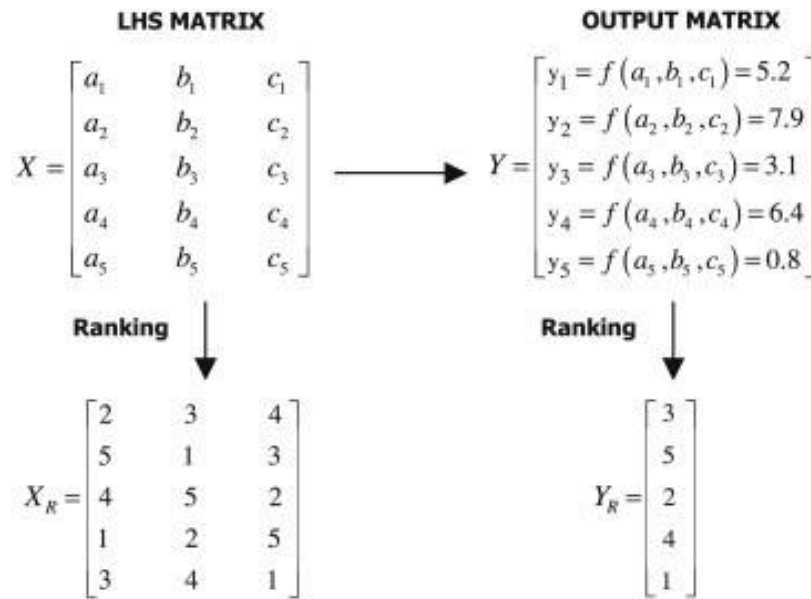 LHS MATRIX OUTPUT MATRIX
a₁ b₁ c₁ y₁ = f(a₁,b₁,c₁) = 5.2
a₂ b₂ c₂ y₂ = f(a₂,b₂,c₂) = 7.9
X = a₃ b₃ c₃ Y = y₃ = f(a₃,b₃,c₃) = 3.1
a₄ b₄ c₄ y₄ = f(a₄,b₄,c₄) = 6.4
a₅ b₅ c₅ y₅ = f(a₅,b₅,c₅) = 0.8
Ranking Ranking
2 3 4 3
5 1 3 5
X_R = 4 5 2 Y_R = 2
1 2 5 4
3 4 1 1